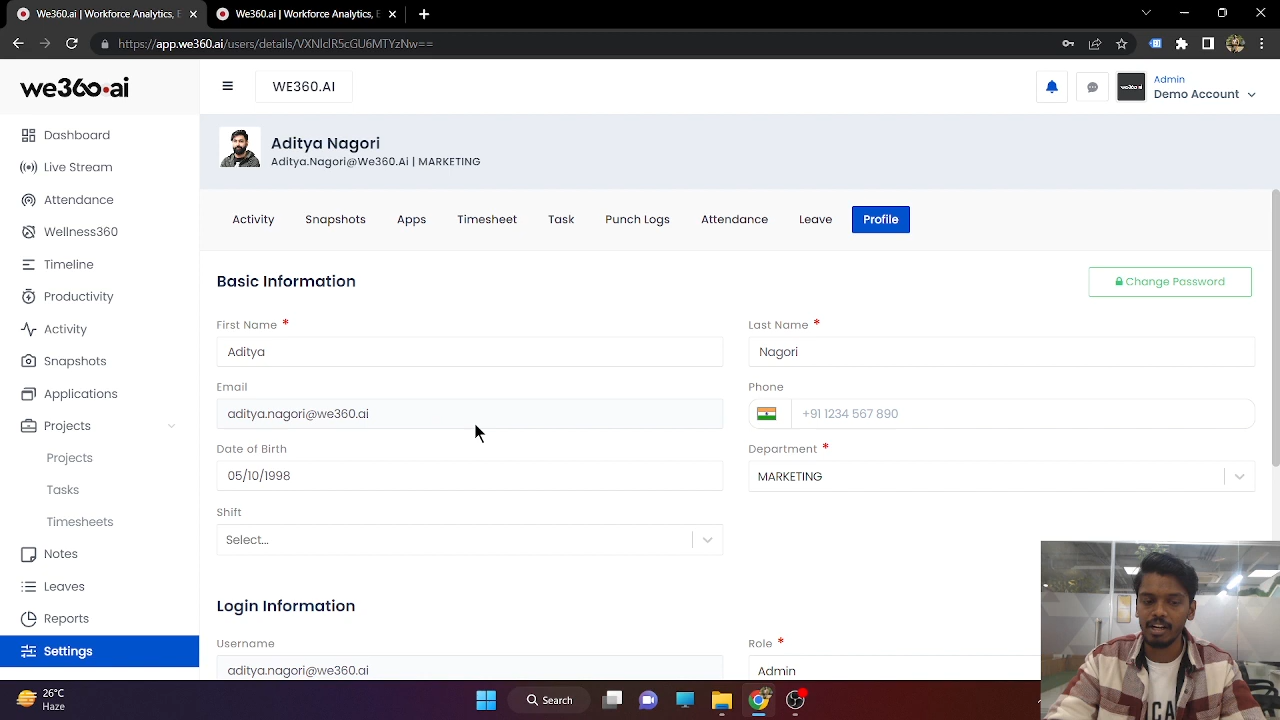 We360.ai | Workforce Analytics, E
We360.ai | Workforce Analytics, E
https://app.we360.ai/users/details/VXNlclR5cGU6MTYzNw==
we360.ai
WE360.AI
Admin
Demo Account
Dashboard
Live Stream
Attendance
Wellness360
Timeline
Productivity
Activity
Snapshots
Applications
Projects
Projects
Tasks
Timesheets
Notes
Leaves
Reports
Settings
Aditya Nagori
Aditya.Nagori@We360.Ai | MARKETING
Activity Snapshots Apps Timesheet Task Punch Logs Attendance Leave Profile
Basic Information
Change Password
First Name *
Aditya
Last Name *
Nagori
Email
aditya.nagori@we360.ai
Phone
+91 1234 567 890
Date of Birth
05/10/1998
Department *
MARKETING
Shift
Select...
Login Information
Username
aditya.nagori@we360.ai
Role *
Admin
26°C
Haze
Search